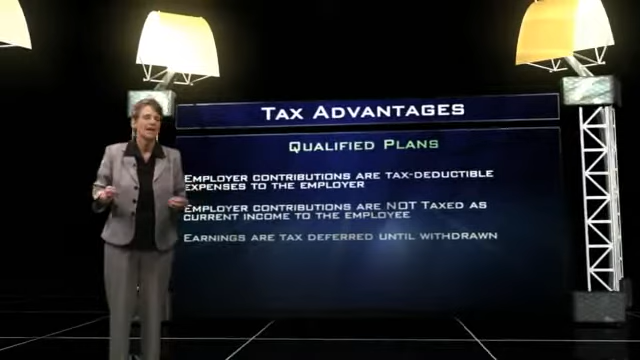 Tax Advantages
Qualified Plans
Employer contributions are tax-deductible
expenses to the employer
Employer contributions are NOT Taxed as
current income to the employee
Earnings are tax deferred until withdrawn